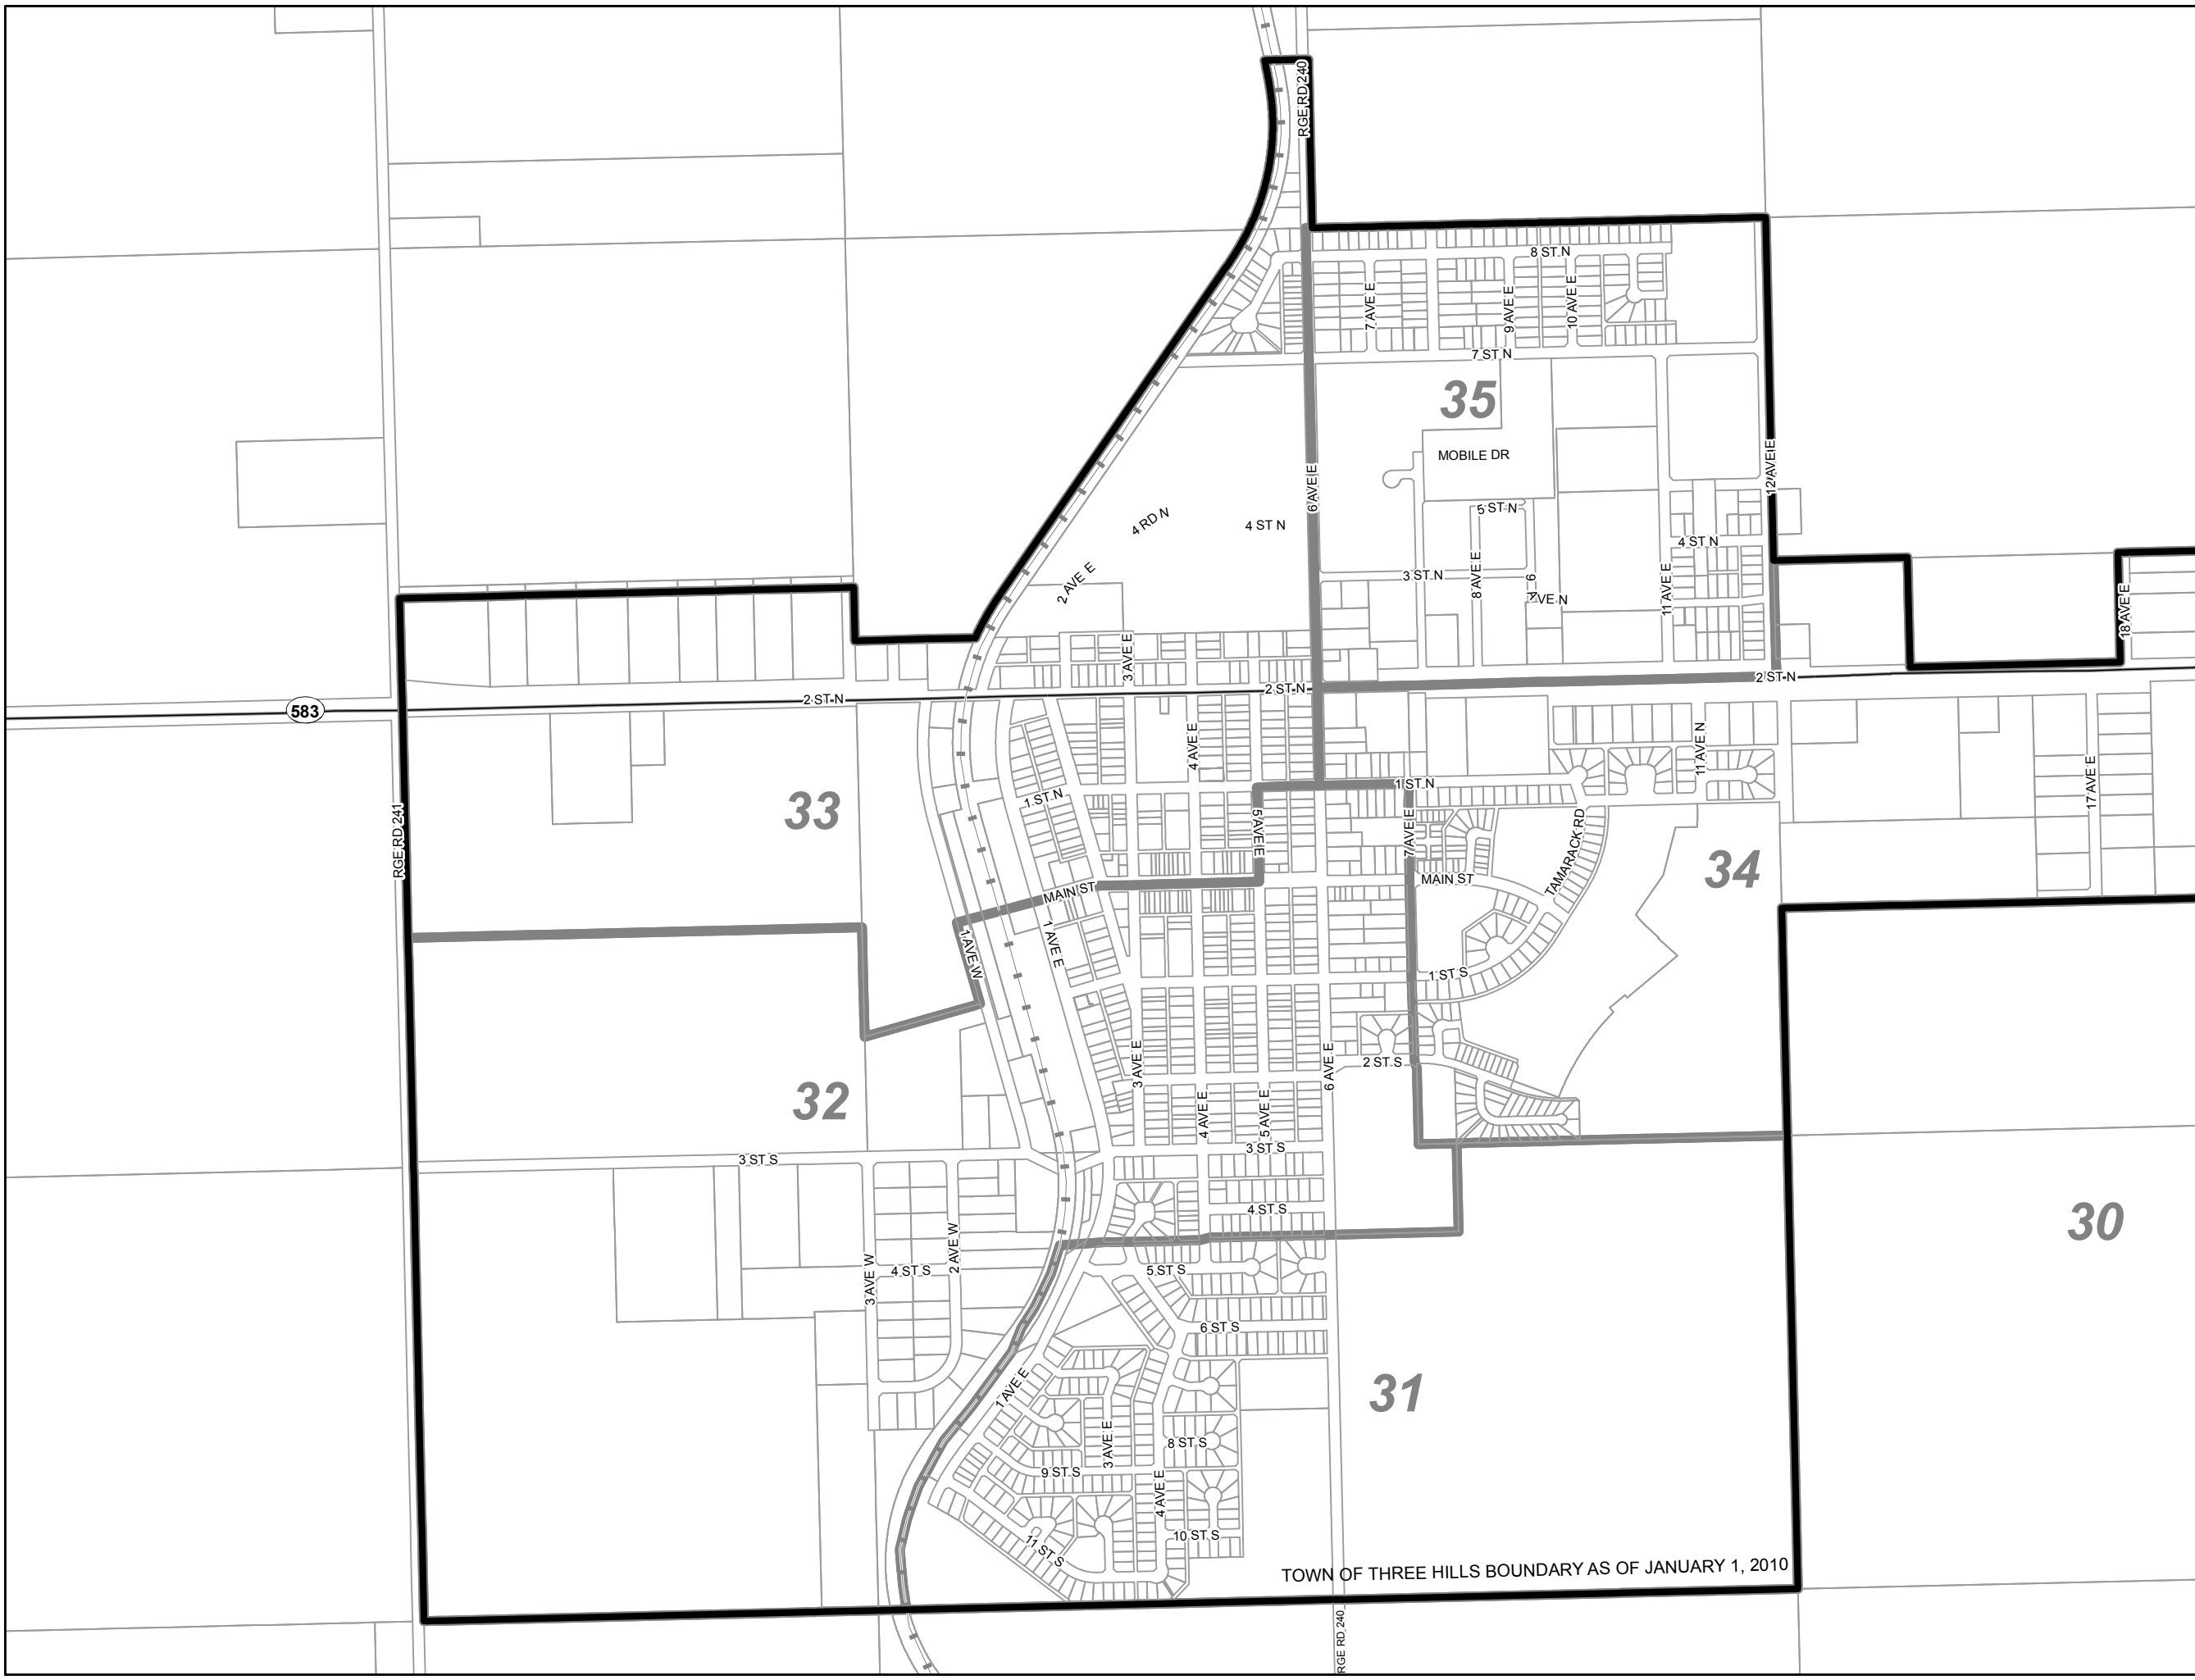 RGE RD 240
8 ST N
7 AVE E
9 AVE E
10 AVE E
7 ST N
35
MOBILE DR
12 AVE E
6 AVE E
5 ST N
4 RD N
4 ST N
4 ST N
2 AVE E
3 ST N
8 AVE E
9 AVE N
11 AVE E
18 AVE E
3 AVE E
2 ST N
2 ST N
2 ST N
583
4 AVE E
11 AVE N
17 AVE E
1 ST N
1 ST N
33
RGE RD 241
5 AVE E
7 AVE E
TAMARACK RD
34
MAIN ST
MAIN ST
1 AVE W
1 AVE E
1 ST S
3 AVE E
6 AVE E
2 ST S
32
4 AVE E
5 AVE E
3 ST S
3 ST S
4 ST S
30
3 AVE W
4 ST S
2 AVE W
5 ST S
6 ST S
1 AVE E
31
3 AVE E
8 ST S
9 ST S
4 AVE E
10 ST S
11 ST S
TOWN OF THREE HILLS BOUNDARY AS OF JANUARY 1, 2010
RGE RD 240